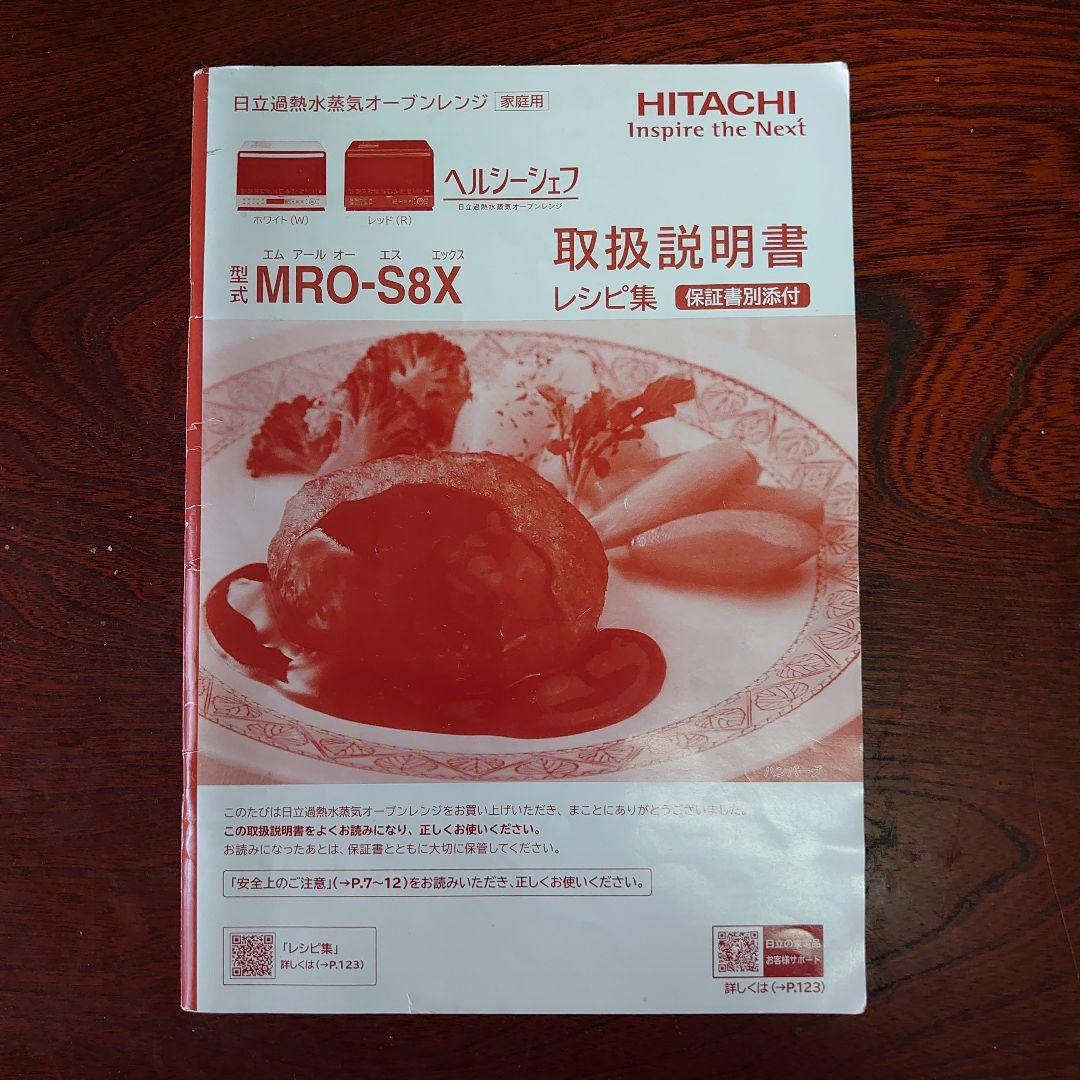 日立過熱水蒸気オーブンレンジ 家庭用
HITACHI
Inspire the Next
ホワイト（W）
レッド（R）
ヘルシーシェフ
日立過熱水蒸気オーブンレンジ
取扱説明書
エム アール オー エス エックス
型式 MRO-S8X
レシピ集 保証書別添付
ハンバーグ
このたびは日立過熱水蒸気オーブンレンジをお買い上げいただき、まことにありがとうございました。
この取扱説明書をよくお読みになり、正しくお使いください。
お読みになったあとは、保証書とともに大切に保管してください。
「安全上のご注意」（→P.7〜12）をお読みいただき、正しくお使いください。
「レシピ集」
詳しくは（→P.123）
日立の家電品
お客様サポート
詳しくは（→P.123）